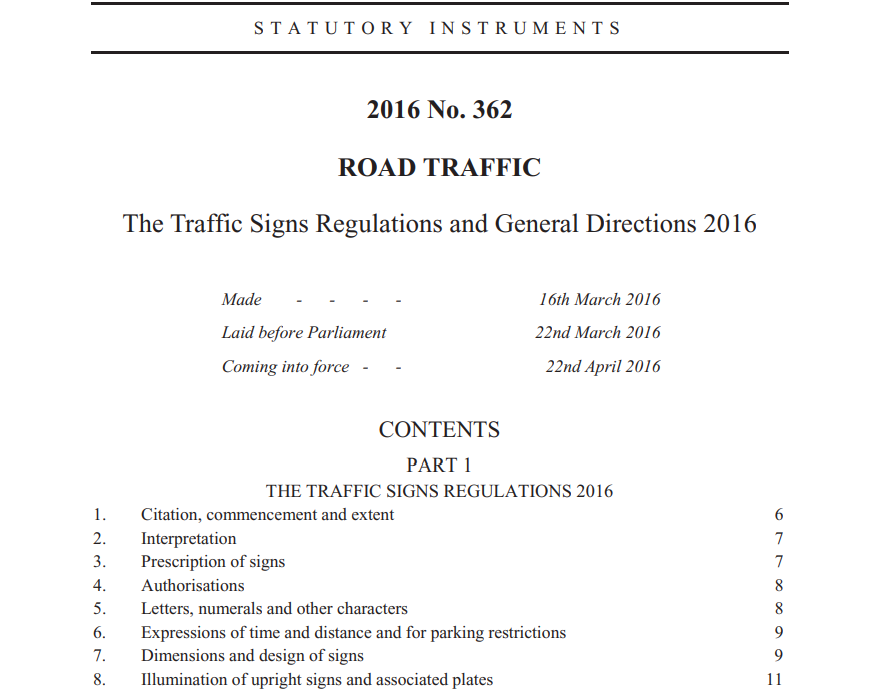 STATUTORY INSTRUMENTS
2016 No. 362
ROAD TRAFFIC
The Traffic Signs Regulations and General Directions 2016
Made - - - - 16th March 2016
Laid before Parliament 22nd March 2016
Coming into force - - 22nd April 2016
CONTENTS
PART 1
THE TRAFFIC SIGNS REGULATIONS 2016
1. Citation, commencement and extent 6
2. Interpretation 7
3. Prescription of signs 7
4. Authorisations 8
5. Letters, numerals and other characters 8
6. Expressions of time and distance and for parking restrictions 9
7. Dimensions and design of signs 9
8. Illumination of upright signs and associated plates 11